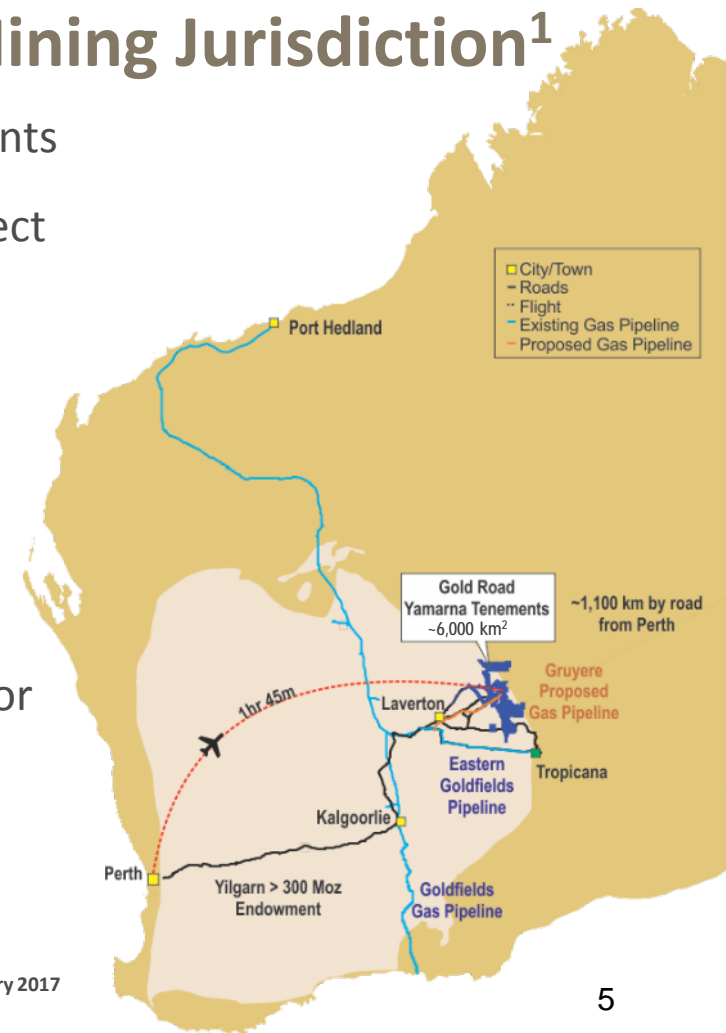 Mining Jurisdiction¹
nts
ect
City/Town
Roads
Flight
Existing Gas Pipeline
Proposed Gas Pipeline
Port Hedland
Gold Road
Yamarna Tenements
~6,000 km²
~1,100 km by road
from Perth
Gruyere
Proposed
Gas Pipeline
or
1hr 45m
Laverton
Eastern
Goldfields
Pipeline
Tropicana
Kalgoorlie
Perth
Yilgarn > 300 Moz
Endowment
Goldfields
Gas Pipeline
ry 2017
5